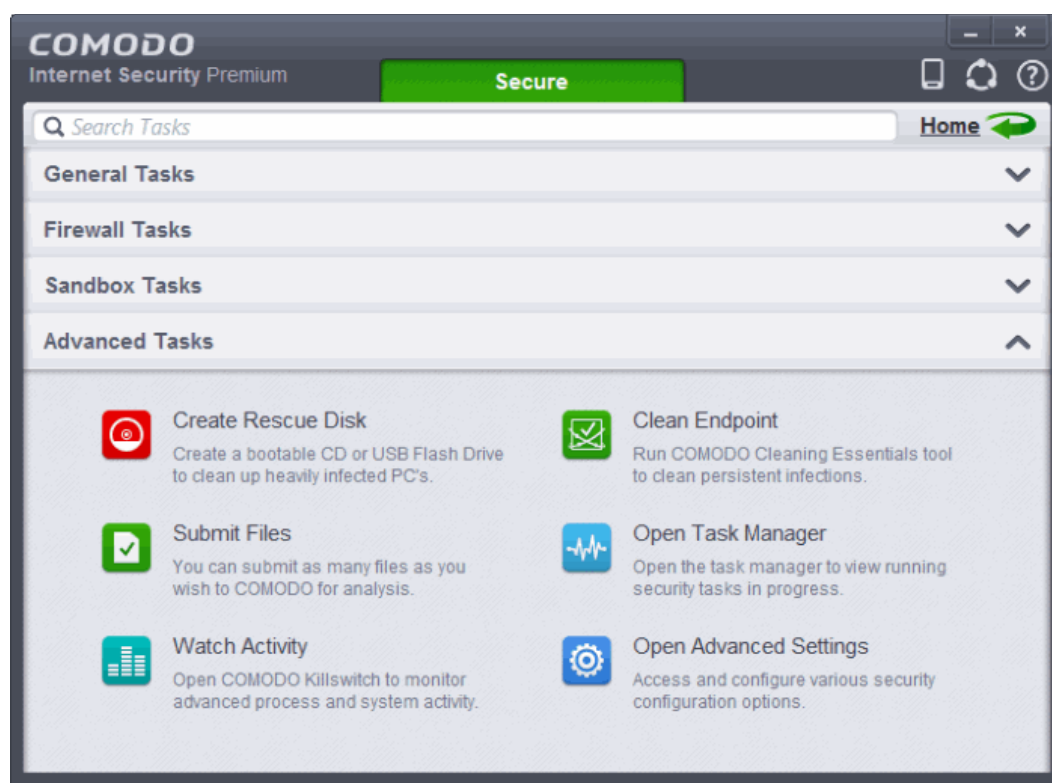 COMODO
Internet Security Premium
Secure
Search Tasks
Home
General Tasks
Firewall Tasks
Sandbox Tasks
Advanced Tasks
Create Rescue Disk
Create a bootable CD or USB Flash Drive
to clean up heavily infected PC's.
Clean Endpoint
Run COMODO Cleaning Essentials tool
to clean persistent infections.
Submit Files
You can submit as many files as you
wish to COMODO for analysis.
Open Task Manager
Open the task manager to view running
security tasks in progress.
Watch Activity
Open COMODO Killswitch to monitor
advanced process and system activity.
Open Advanced Settings
Access and configure various security
configuration options.